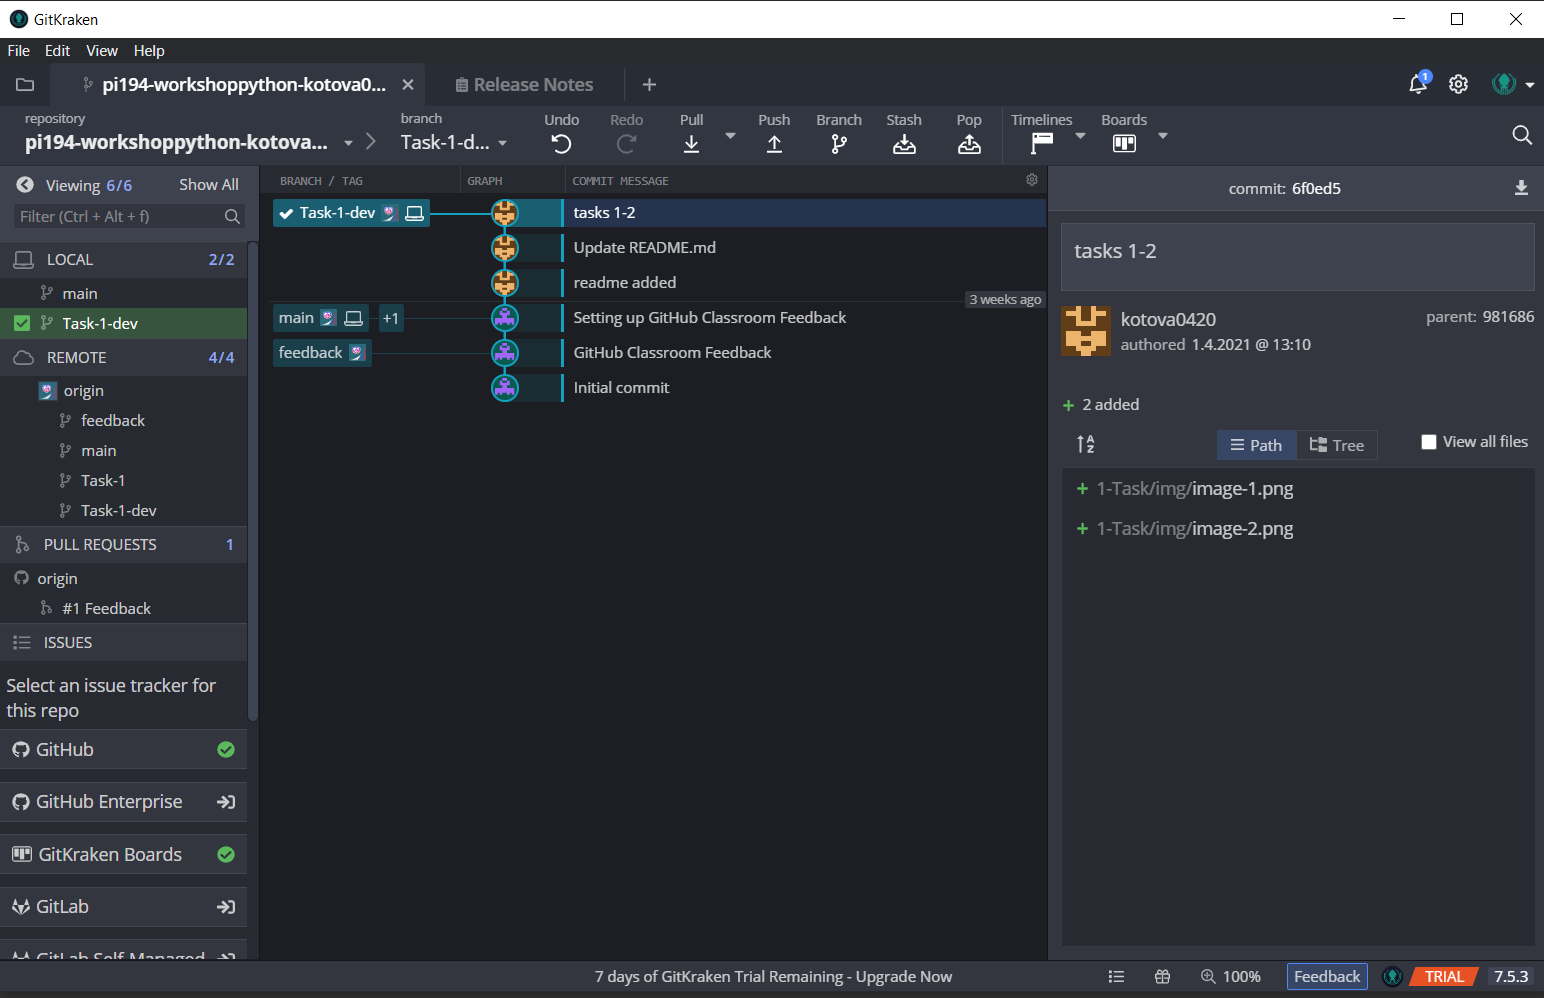 GitKraken
File Edit View Help
pi194-workshoppython-kotova0...
Release Notes
1
repository
pi194-workshoppython-kotova...
branch
Task-1-d...
Undo
Redo
Pull
Push
Branch
Stash
Pop
Timelines
Boards
Viewing 6/6
Show All
Filter (Ctrl + Alt + f)
LOCAL 2/2
main
Task-1-dev
REMOTE 4/4
origin
feedback
main
Task-1
Task-1-dev
PULL REQUESTS 1
origin
#1 Feedback
ISSUES
Select an issue tracker for
this repo
GitHub
GitHub Enterprise
GitKraken Boards
GitLab
GitLab Self-Managed
BRANCH / TAG
GRAPH
COMMIT MESSAGE
Task-1-dev
tasks 1-2
Update README.md
readme added
3 weeks ago
main +1
Setting up GitHub Classroom Feedback
feedback
GitHub Classroom Feedback
Initial commit
commit: 6f0ed5
tasks 1-2
kotova0420
authored 1.4.2021 @ 13:10
parent: 981686
2 added
A
Z
Path
Tree
View all files
1-Task/img/image-1.png
1-Task/img/image-2.png
7 days of GitKraken Trial Remaining - Upgrade Now
100%
Feedback
TRIAL
7.5.3